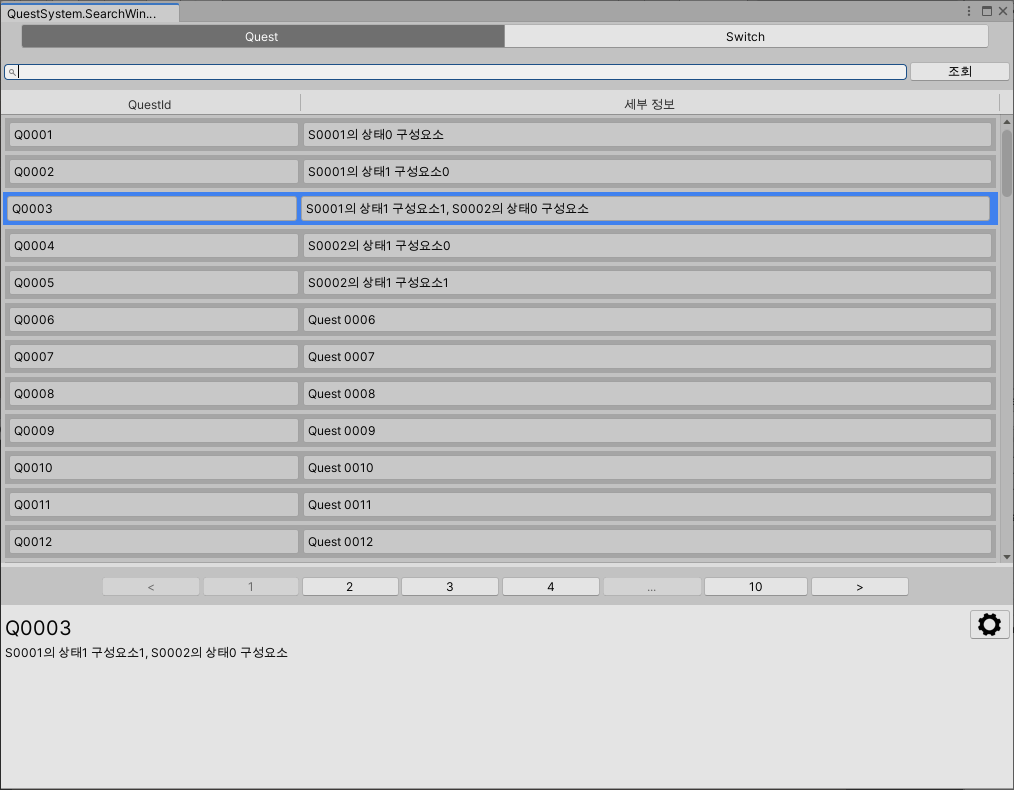 QuestSystem.SearchWin...
Quest Switch
조회
QuestId 세부 정보
Q0001 S0001의 상태0 구성요소
Q0002 S0001의 상태1 구성요소0
Q0003 S0001의 상태1 구성요소1, S0002의 상태0 구성요소
Q0004 S0002의 상태1 구성요소0
Q0005 S0002의 상태1 구성요소1
Q0006 Quest 0006
Q0007 Quest 0007
Q0008 Quest 0008
Q0009 Quest 0009
Q0010 Quest 0010
Q0011 Quest 0011
Q0012 Quest 0012
< 1 2 3 4 ... 10 >
Q0003
S0001의 상태1 구성요소1, S0002의 상태0 구성요소